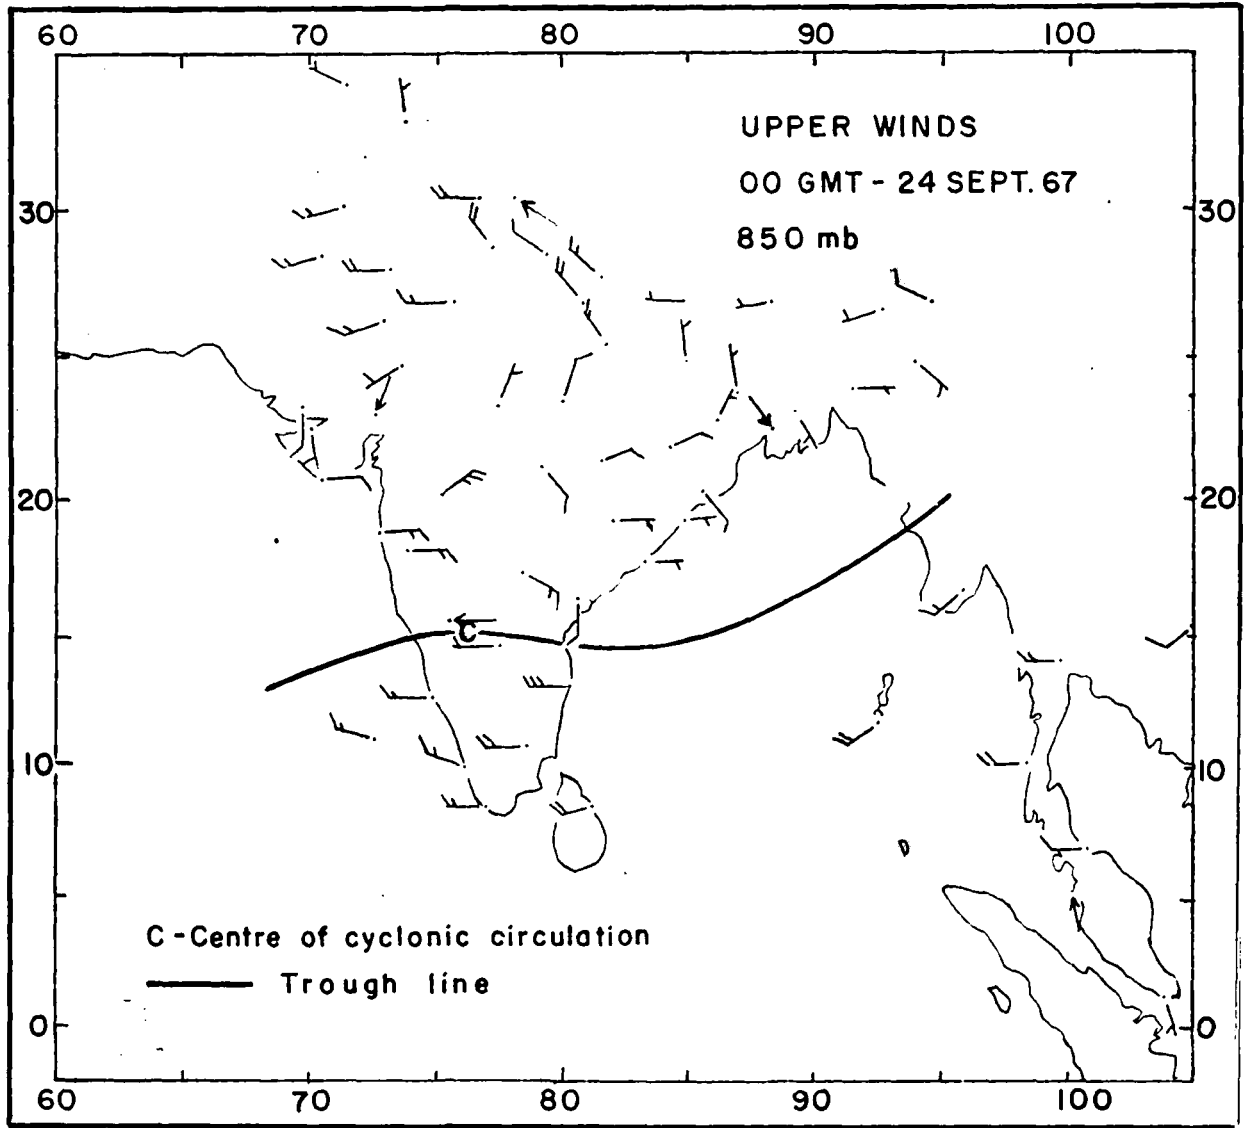 60 70 80 90 100
UPPER WINDS
00 GMT - 24 SEPT. 67
850 mb
30 30
20 20
C
10 10
C - Centre of cyclonic circulation
Trough line
0 0
60 70 80 90 100